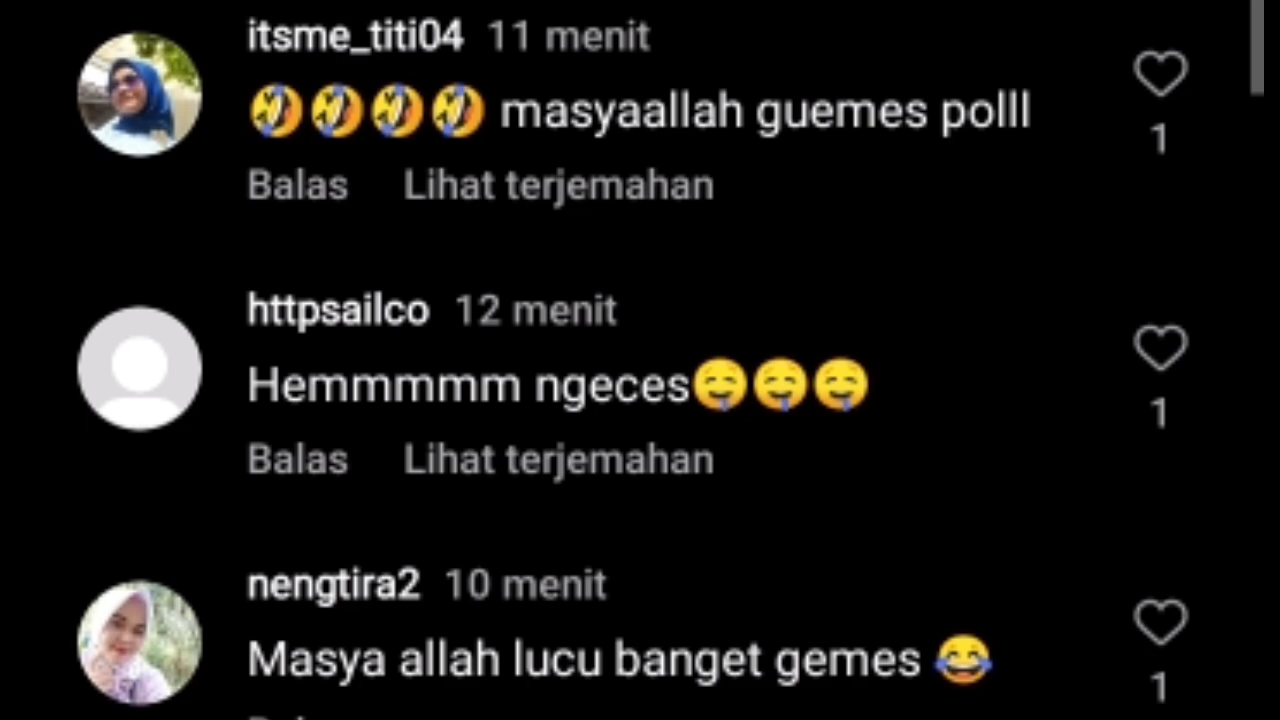 itsme_titi04 11 menit
🤣🤣🤣🤣 masyaallah guemes polll
1
Balas Lihat terjemahan
httpsailco 12 menit
Hemmmmm ngeces🤤🤤🤤
1
Balas Lihat terjemahan
nengtira2 10 menit
Masya allah lucu banget gemes 😂
1